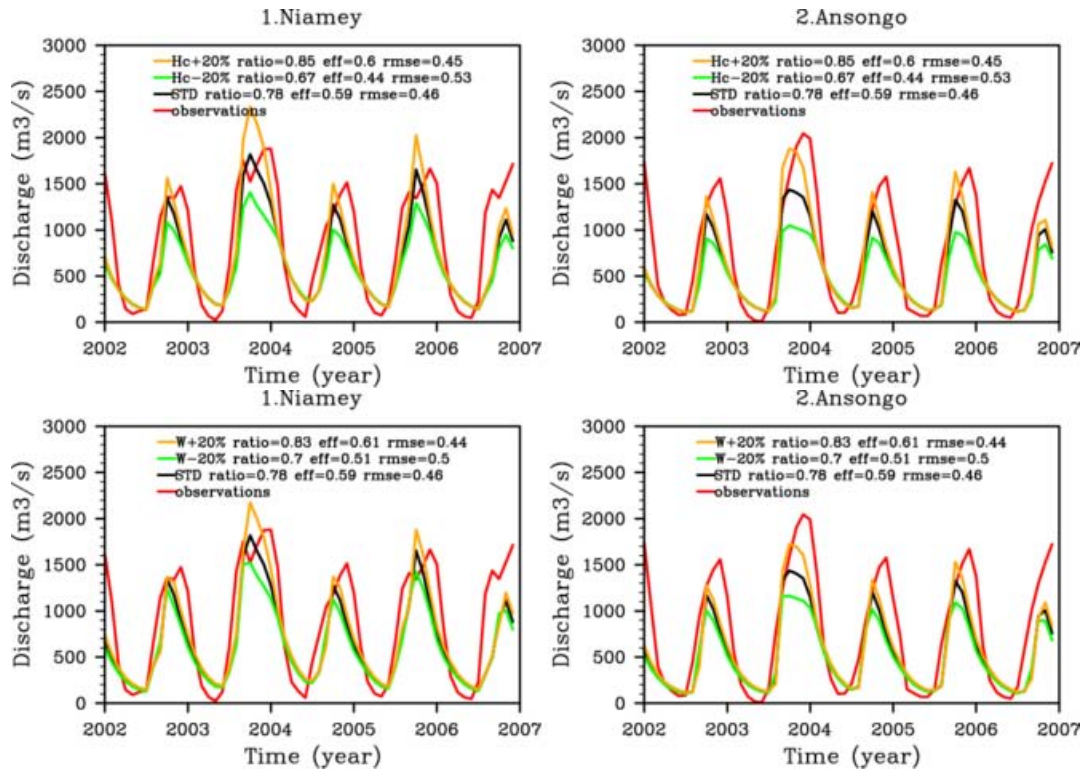 1.Niamey
Discharge (m3/s)
3000
2500
2000
1500
1000
500
0
Hc+20% ratio=0.85 eff=0.6 rmse=0.45
Hc-20% ratio=0.67 eff=0.44 rmse=0.53
STD ratio=0.78 eff=0.59 rmse=0.46
observations
2002 2003 2004 2005 2006 2007
Time (year)
2.Ansongo
Discharge (m3/s)
3000
2500
2000
1500
1000
500
0
Hc+20% ratio=0.85 eff=0.6 rmse=0.45
Hc-20% ratio=0.67 eff=0.44 rmse=0.53
STD ratio=0.78 eff=0.59 rmse=0.46
observations
2002 2003 2004 2005 2006 2007
Time (year)
1.Niamey
Discharge (m3/s)
3000
2500
2000
1500
1000
500
0
W+20% ratio=0.83 eff=0.61 rmse=0.44
W-20% ratio=0.7 eff=0.51 rmse=0.5
STD ratio=0.78 eff=0.59 rmse=0.46
observations
2002 2003 2004 2005 2006 2007
Time (year)
2.Ansongo
Discharge (m3/s)
3000
2500
2000
1500
1000
500
0
W+20% ratio=0.83 eff=0.61 rmse=0.44
W-20% ratio=0.7 eff=0.51 rmse=0.5
STD ratio=0.78 eff=0.59 rmse=0.46
observations
2002 2003 2004 2005 2006 2007
Time (year)